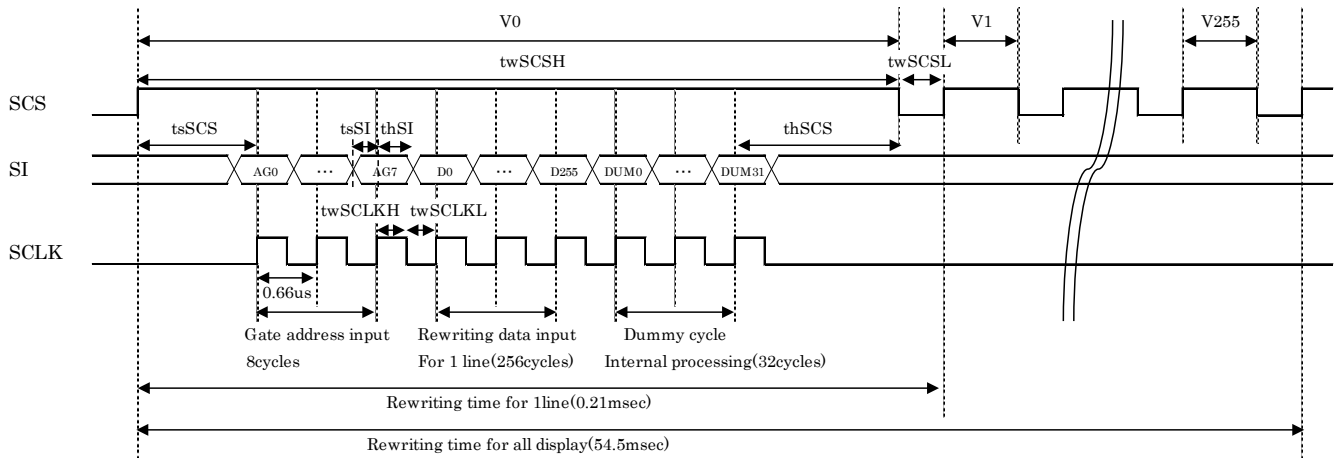 V0
V1
V255
twSCSH
twSCSL
SCS
tsSCS
tsSI
thSI
thSCS
SI
AG0
...
AG7
D0
...
D255
DUM0
...
DUM31
twSCLKH
twSCLKL
SCLK
0.66us
Gate address input
8cycles
Rewriting data input
For 1 line(256cycles)
Dummy cycle
Internal processing(32cycles)
Rewriting time for 1line(0.21msec)
Rewriting time for all display(54.5msec)